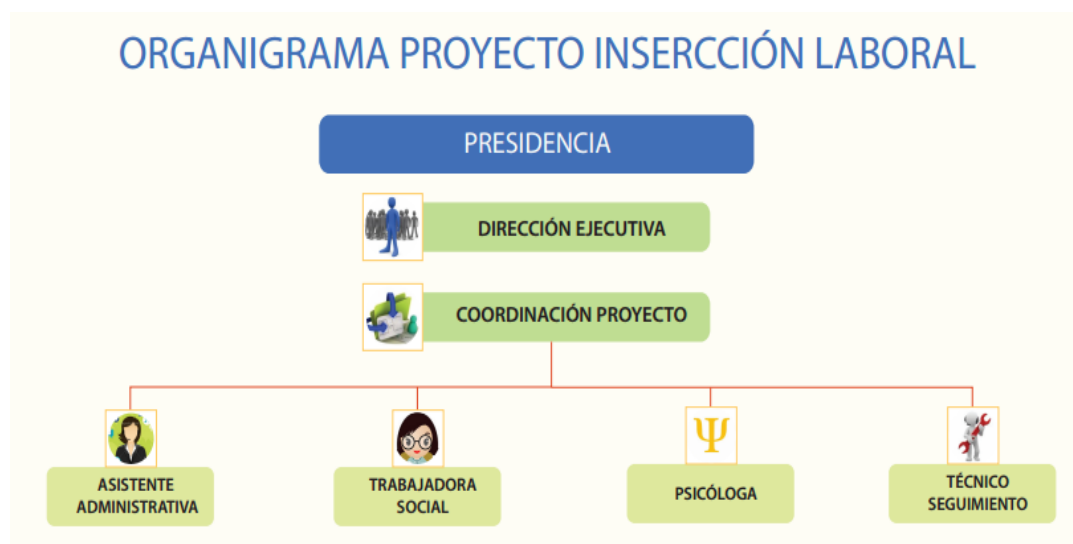 ORGANIGRAMA PROYECTO INSERCCIÓN LABORAL
PRESIDENCIA
DIRECCIÓN EJECUTIVA
COORDINACIÓN PROYECTO
Ψ
ASISTENTE
ADMINISTRATIVA
TRABAJADORA
SOCIAL
PSICÓLOGA
TÉCNICO
SEGUIMIENTO